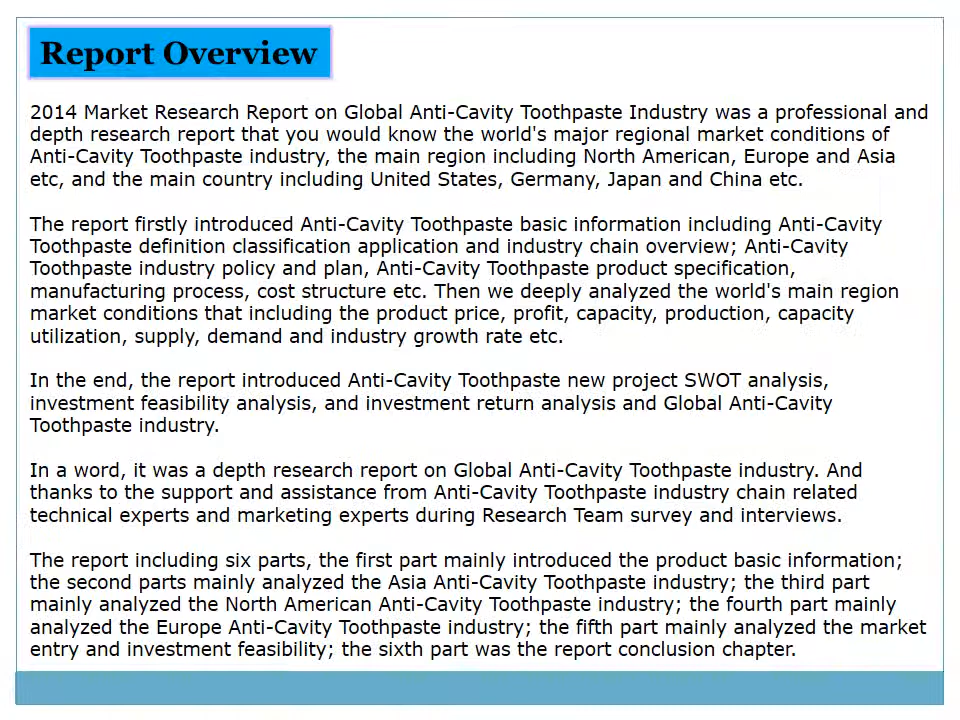 Report Overview
2014 Market Research Report on Global Anti-Cavity Toothpaste Industry was a professional and
depth research report that you would know the world's major regional market conditions of
Anti-Cavity Toothpaste industry, the main region including North American, Europe and Asia
etc, and the main country including United States, Germany, Japan and China etc.
The report firstly introduced Anti-Cavity Toothpaste basic information including Anti-Cavity
Toothpaste definition classification application and industry chain overview; Anti-Cavity
Toothpaste industry policy and plan, Anti-Cavity Toothpaste product specification,
manufacturing process, cost structure etc. Then we deeply analyzed the world's main region
market conditions that including the product price, profit, capacity, production, capacity
utilization, supply, demand and industry growth rate etc.
In the end, the report introduced Anti-Cavity Toothpaste new project SWOT analysis,
investment feasibility analysis, and investment return analysis and Global Anti-Cavity
Toothpaste industry.
In a word, it was a depth research report on Global Anti-Cavity Toothpaste industry. And
thanks to the support and assistance from Anti-Cavity Toothpaste industry chain related
technical experts and marketing experts during Research Team survey and interviews.
The report including six parts, the first part mainly introduced the product basic information;
the second parts mainly analyzed the Asia Anti-Cavity Toothpaste industry; the third part
mainly analyzed the North American Anti-Cavity Toothpaste industry; the fourth part mainly
analyzed the Europe Anti-Cavity Toothpaste industry; the fifth part mainly analyzed the market
entry and investment feasibility; the sixth part was the report conclusion chapter.